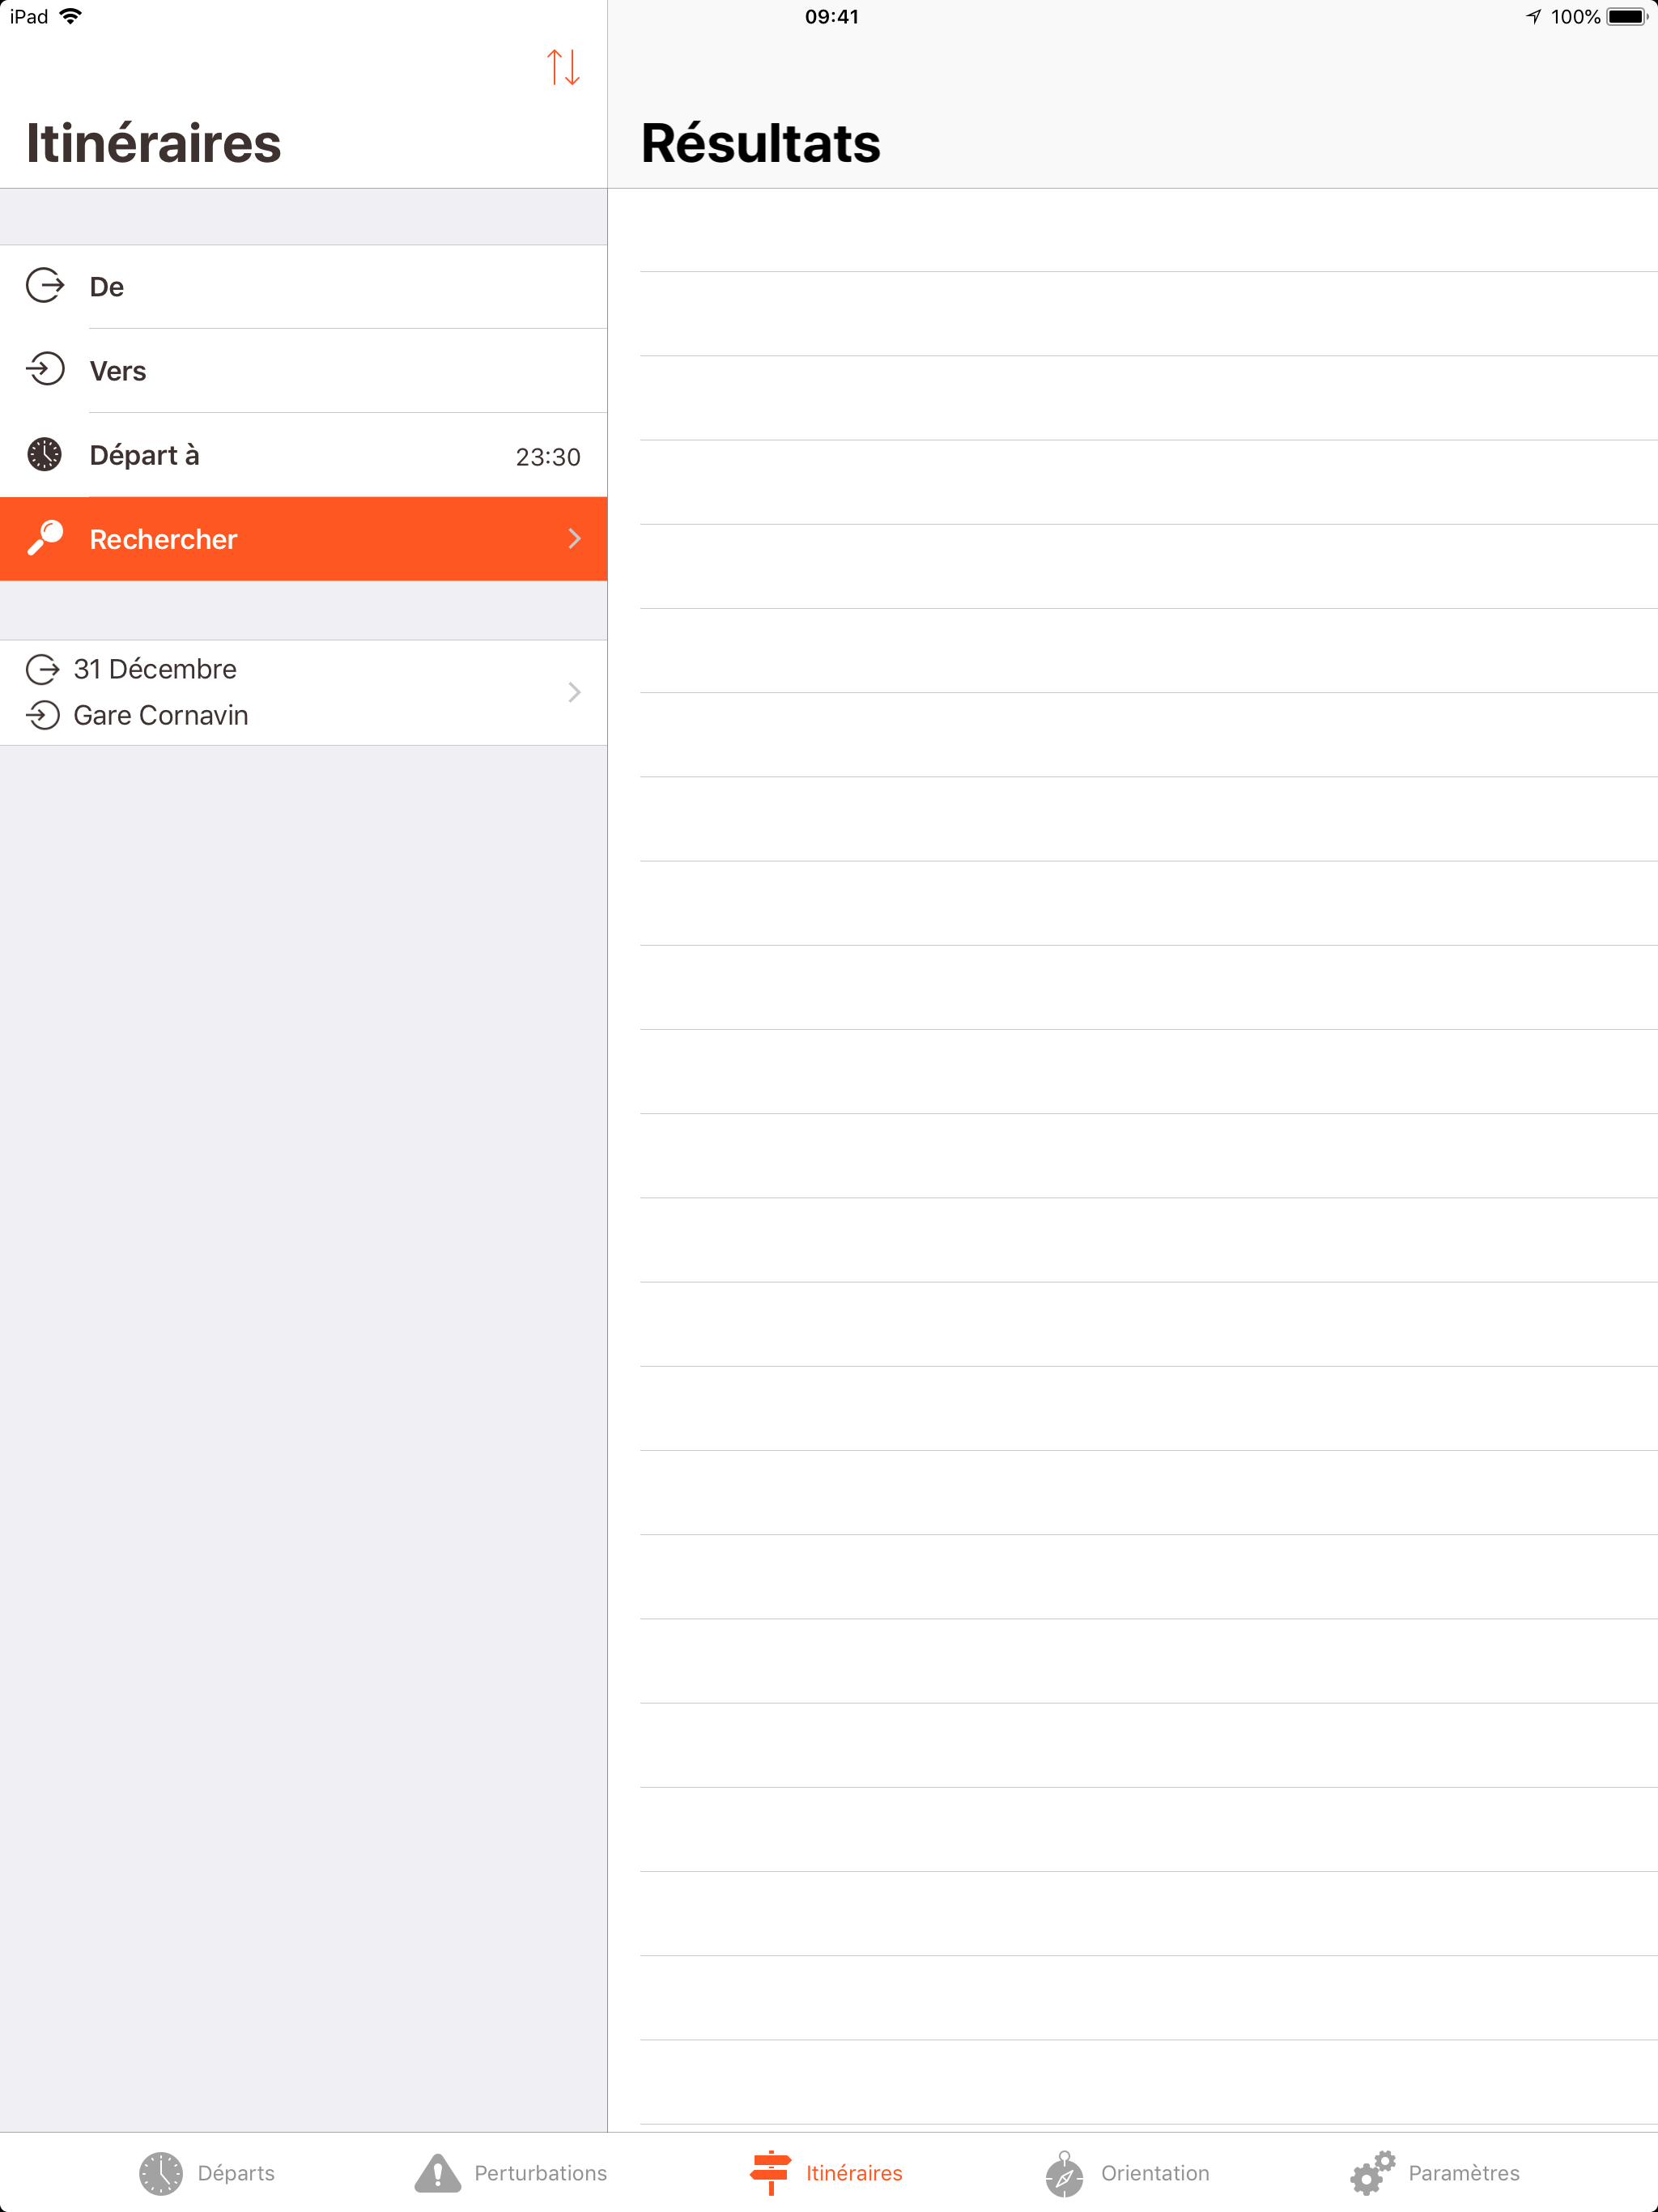 iPad
09:41
100%
Itinéraires
Résultats
De
Vers
Départ à 23:30
Rechercher
31 Décembre
Gare Cornavin
Départs
Perturbations
Itinéraires
Orientation
Paramètres